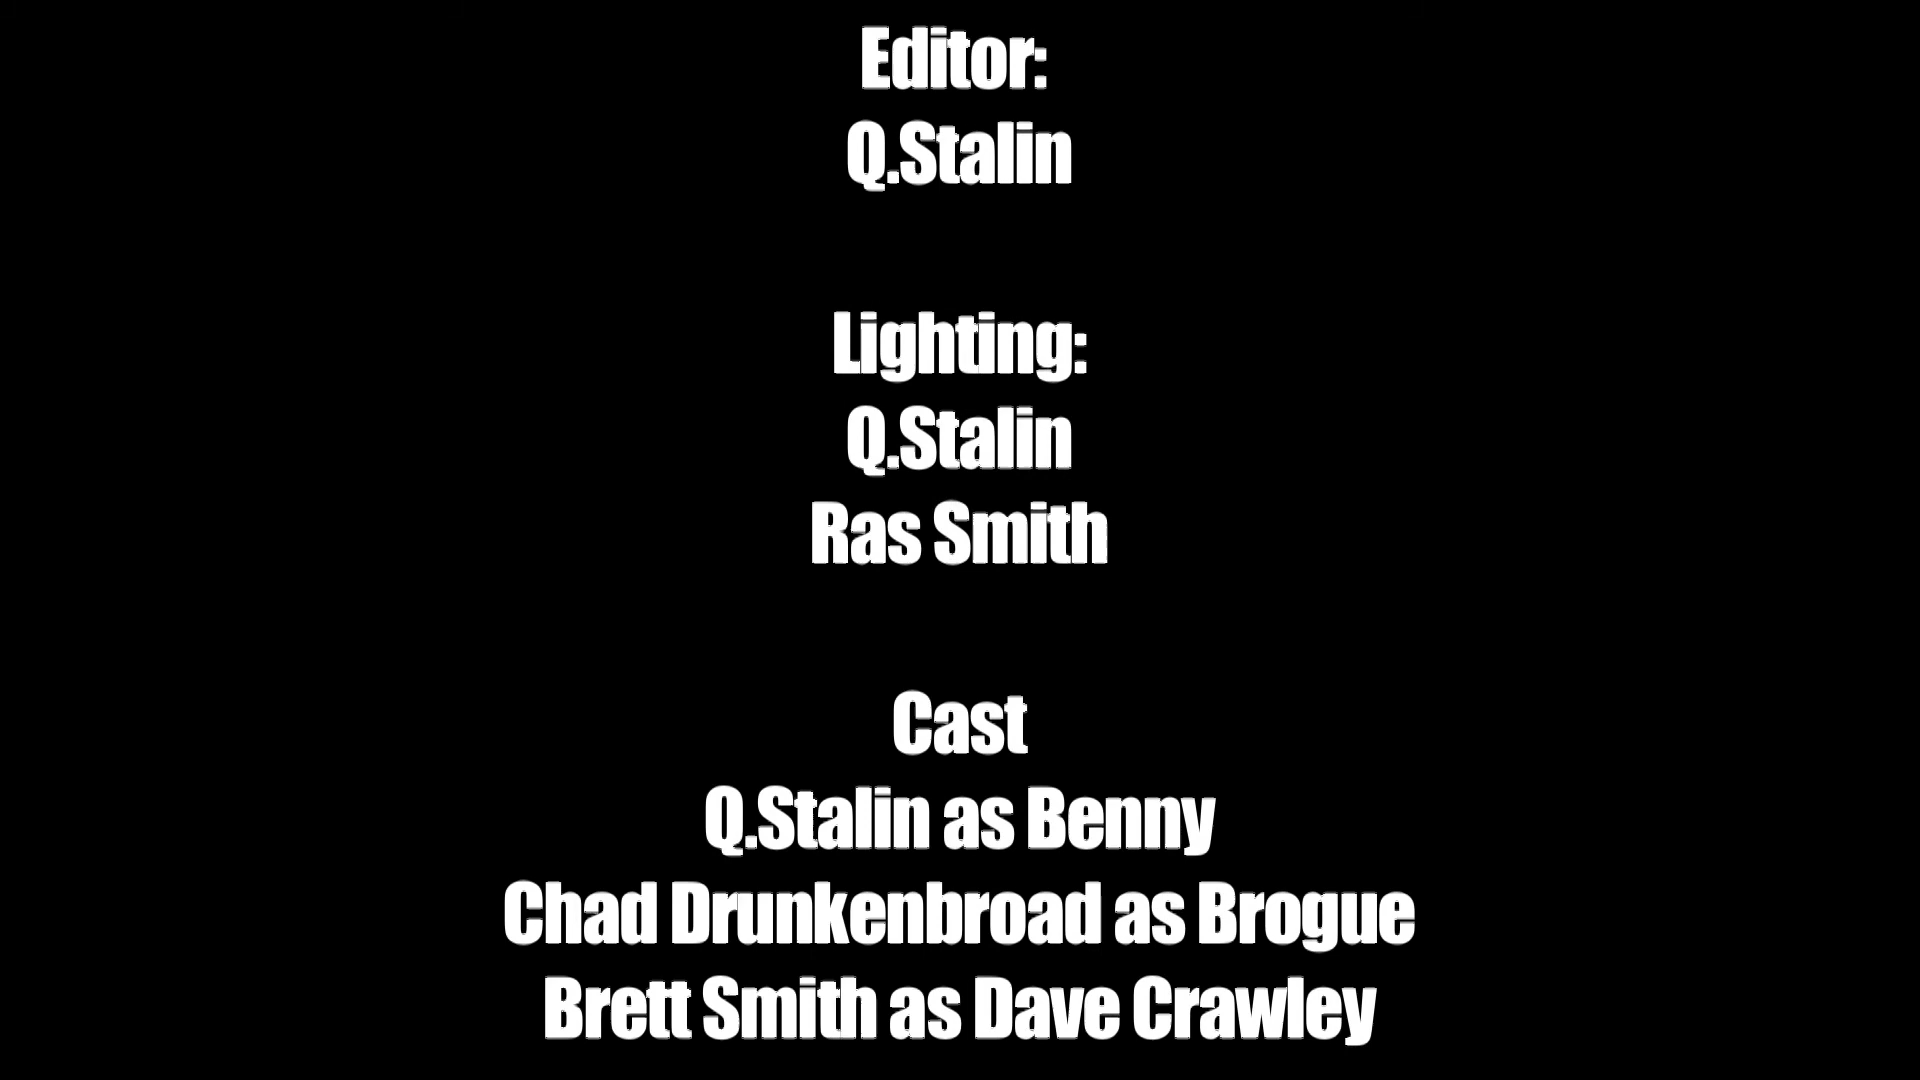 Editor:
Q.Stalin
Lighting:
Q.Stalin
Ras Smith
Cast
Q.Stalin as Benny
Chad Drunkenbroad as Brogue
Brett Smith as Dave Crawley